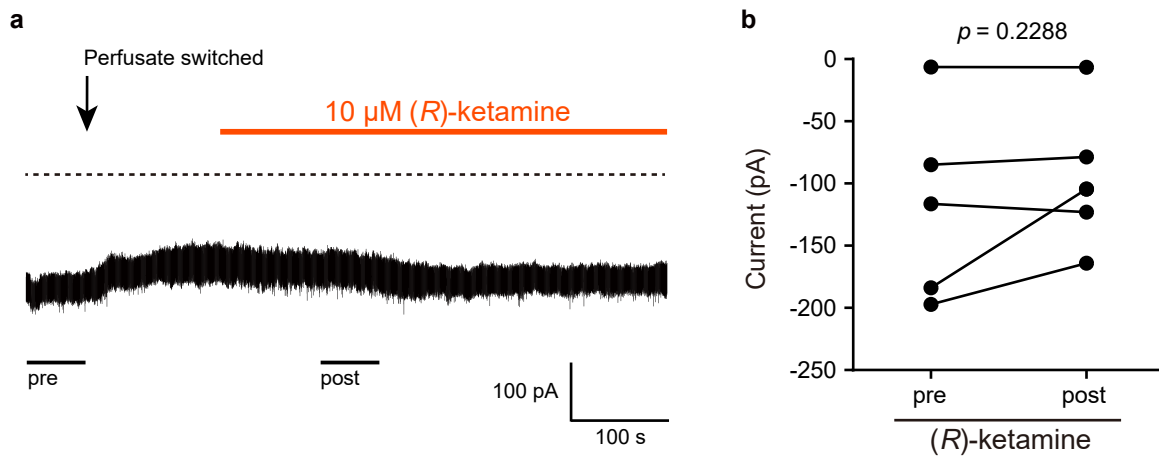 a
Perfusate switched
10 μM (R)-ketamine
pre
post
100 pA
100 s
b
p = 0.2288
0
-50
-100
-150
-200
-250
Current (pA)
pre
post
(R)-ketamine